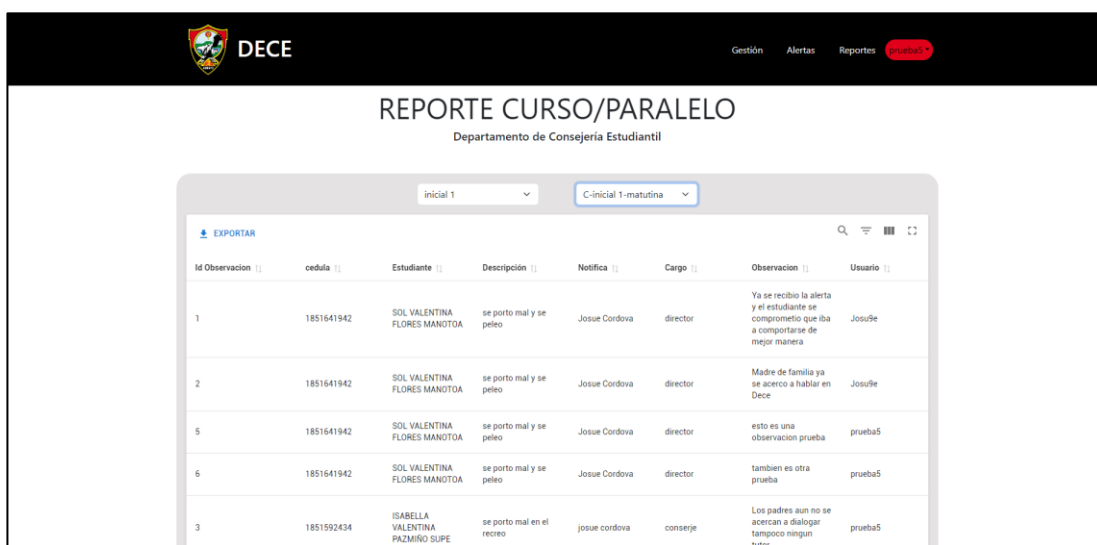 DECE
Gestión Alertas Reportes prueba5
REPORTE CURSO/PARALELO
Departamento de Consejería Estudiantil
inicial 1 C-inicial 1-matutina
EXPORTAR
Id Observacion cedula Estudiante Descripción Notifica Cargo Observacion Usuario
1 1851641942 SOL VALENTINA FLORES MANOTOA se porto mal y se peleo Josue Cordova director Ya se recibio la alerta y el estudiante se comprometio que iba a comportarse de mejor manera Josu9e
2 1851641942 SOL VALENTINA FLORES MANOTOA se porto mal y se peleo Josue Cordova director Madre de familia ya se acerco a hablar en Dece Josu9e
5 1851641942 SOL VALENTINA FLORES MANOTOA se porto mal y se peleo Josue Cordova director esto es una observacion prueba prueba5
6 1851641942 SOL VALENTINA FLORES MANOTOA se porto mal y se peleo Josue Cordova director tambien es otra prueba prueba5
3 1851592434 ISABELLA VALENTINA PAZMIÑO SUPE se porto mal en el recreo josue cordova conserje Los padres aun no se acercan a dialogar tampoco ningun tutor prueba5